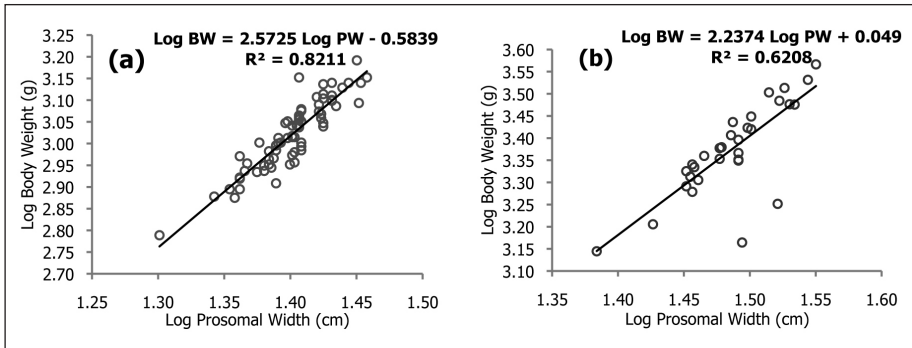 (a)
Log BW = 2.5725 Log PW - 0.5839
R² = 0.8211
Log Body Weight (g)
3.25
3.20
3.15
3.10
3.05
3.00
2.95
2.90
2.85
2.80
2.75
2.70
1.25 1.30 1.35 1.40 1.45 1.50
Log Prosomal Width (cm)
(b)
Log BW = 2.2374 Log PW + 0.049
R² = 0.6208
Log Body Weight (g)
3.60
3.55
3.50
3.45
3.40
3.35
3.30
3.25
3.20
3.15
3.10
1.35 1.40 1.45 1.50 1.55 1.60
Log Prosomal Width (cm)